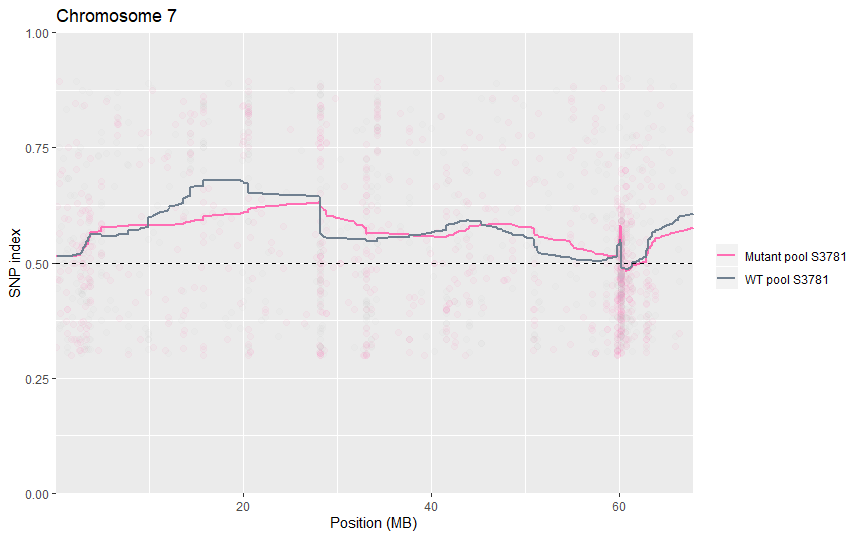 Chromosome 7
1.00
0.75
0.50
0.25
0.00
SNP index
20
40
60
Position (MB)
Mutant pool S3781
WT pool S3781